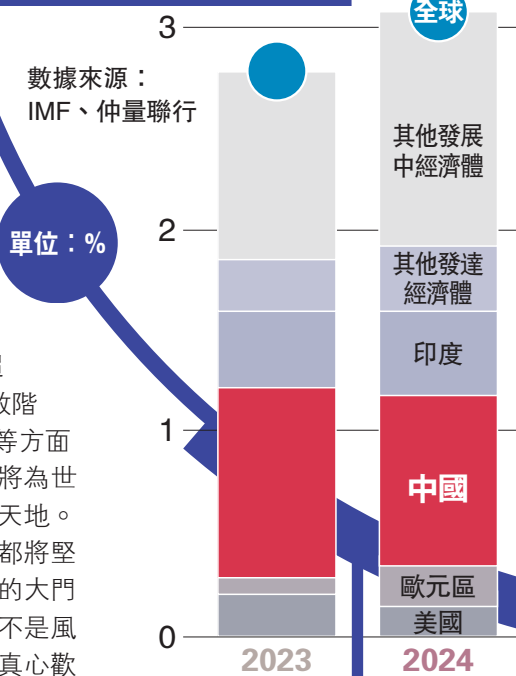 3
全球
數據來源：
IMF、仲量聯行
其他發展
中經濟體
單位：%
2
其他發達
經濟體
印度
1
中國
歐元區
美國
0
2023
2024
等方面
將為世
天地。
都將堅
的大門
不是風
真心歡